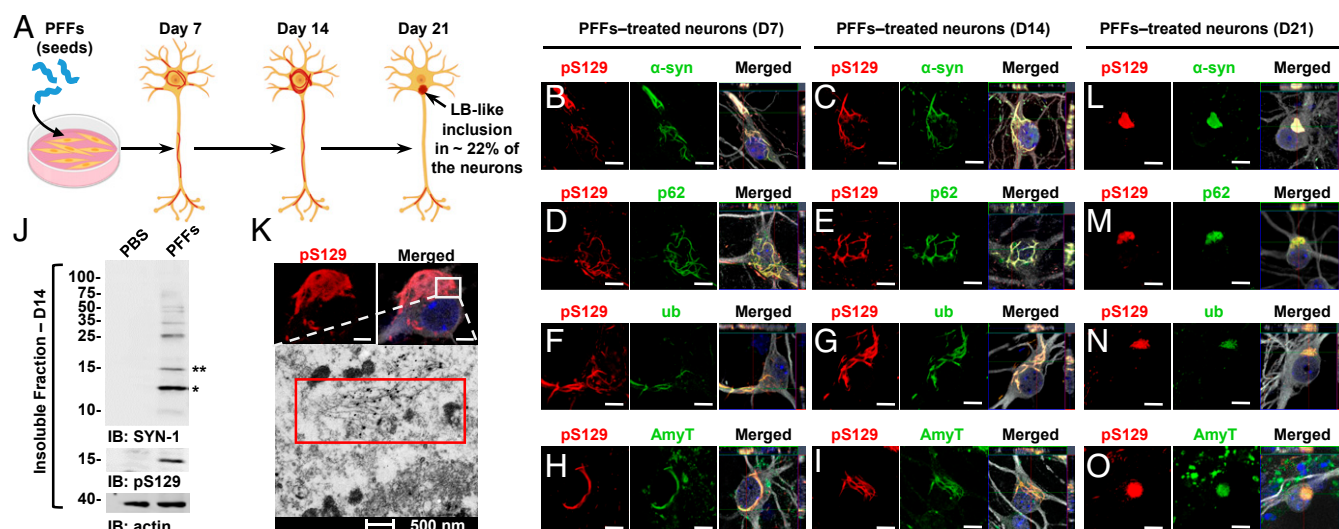 A
PFFs
(seeds)
Day 7
Day 14
Day 21
LB-like
inclusion
in ~ 22% of
the neurons
J
PBS
PFFs
Insoluble Fraction – D14
100-
75-
50-
35-
25-
15-
**
*
10-
IB: SYN-1
15-
IB: pS129
40-
IB: actin
K
pS129
Merged
500 nm
PFFs–treated neurons (D7)
pS129
α-syn
Merged
B
pS129
p62
Merged
D
pS129
ub
Merged
F
pS129
AmyT
Merged
H
PFFs–treated neurons (D14)
pS129
α-syn
Merged
C
pS129
p62
Merged
E
pS129
ub
Merged
G
pS129
AmyT
Merged
I
PFFs–treated neurons (D21)
pS129
α-syn
Merged
L
pS129
p62
Merged
M
pS129
ub
Merged
N
pS129
AmyT
Merged
O